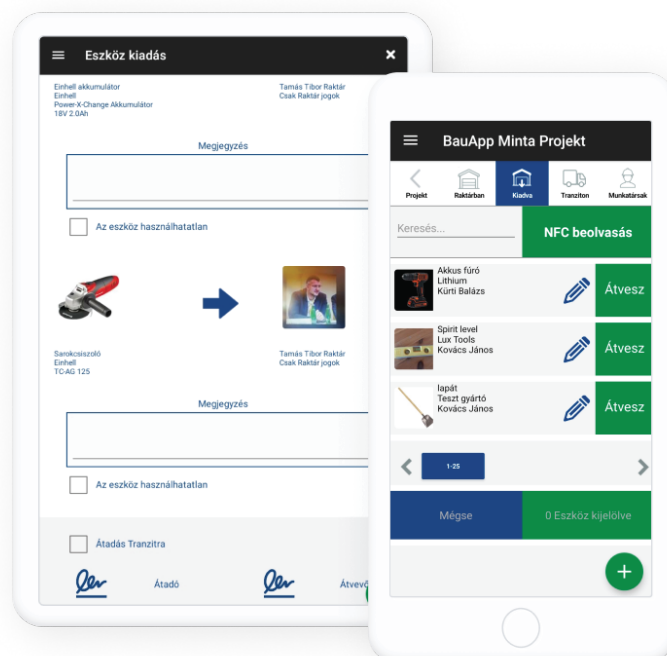 Eszköz kiadás
Einhell akkumulátor
Einhell
Power-X-Change Akkumulátor
18V 2.0Ah
Tamás Tibor Raktár
Csak Raktár jogok
Megjegyzés
Az eszköz használhatatlan
Sarokcsiszoló
Einhell
TC-AG 125
Tamás Tibor Raktár
Csak Raktár jogok
Megjegyzés
Az eszköz használhatatlan
Átadás Tranzitra
Átadó
Átvevő
BauApp Minta Projekt
Projekt
Raktárban
Kiadva
Tranziton
Munkatársak
Keresés...
NFC beolvasás
Akkus fúró
Lithium
Kürti Balázs
Átvesz
Spirit level
Lux Tools
Kovács János
Átvesz
lapát
Teszt gyártó
Kovács János
Átvesz
1-25
Mégse
0 Eszköz kijelölve